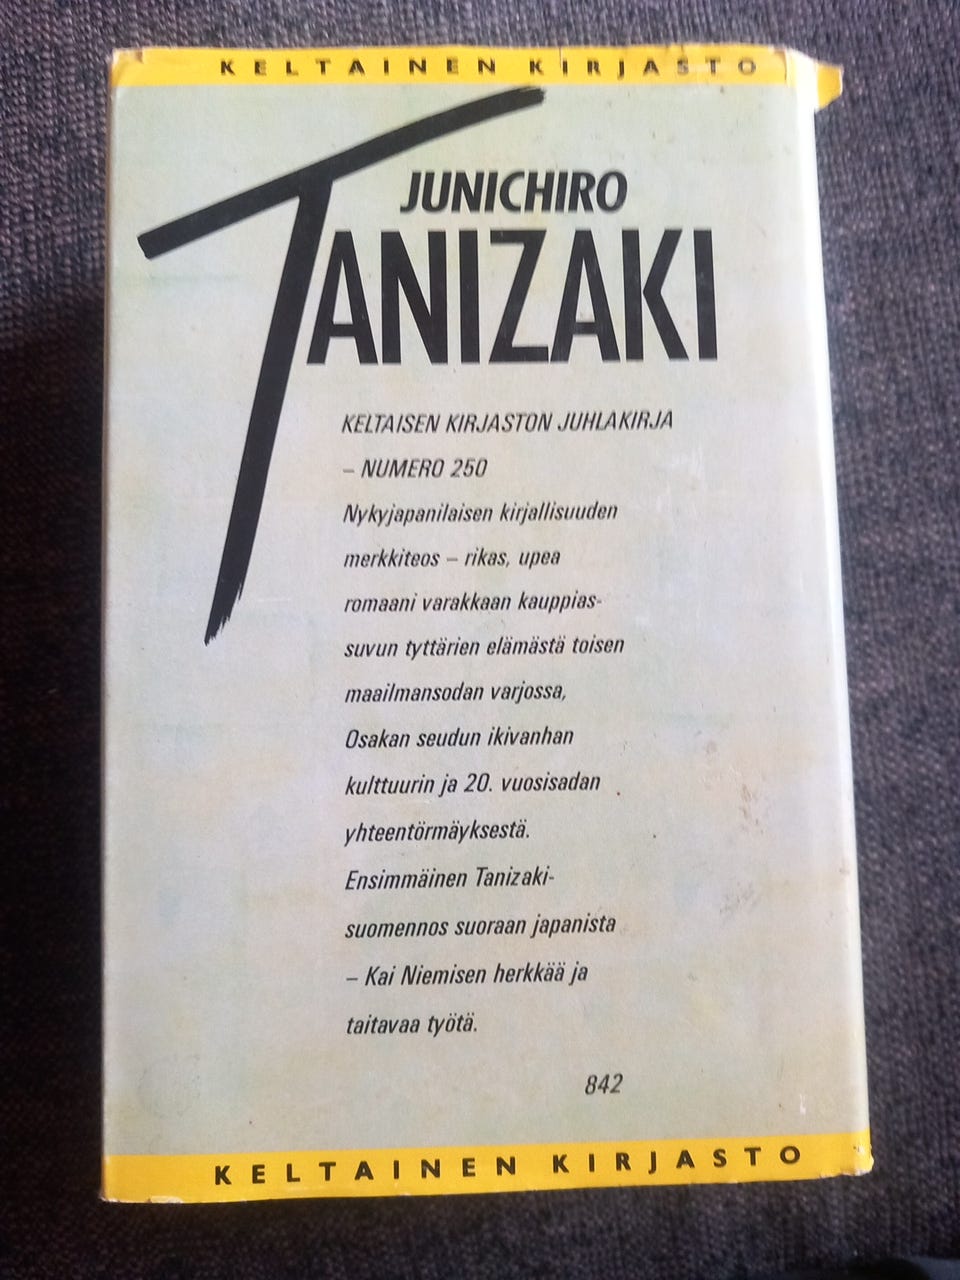 KELTAINEN KIRJASTO
JUNICHIRO
TANIZAKI
KELTAISEN KIRJASTON JUHLAKIRJA
– NUMERO 250
Nykyjapanilaisen kirjallisuuden
merkkiteos – rikas, upea
romaani varakkaan kauppias-
suvun tyttärien elämästä toisen
maailmansodan varjossa,
Osakan seudun ikivanhan
kulttuurin ja 20. vuosisadan
yhteentörmäyksestä.
Ensimmäinen Tanizaki-
suomennos suoraan japanista
– Kai Niemisen herkkää ja
taitavaa työtä.
842
KELTAINEN KIRJASTO